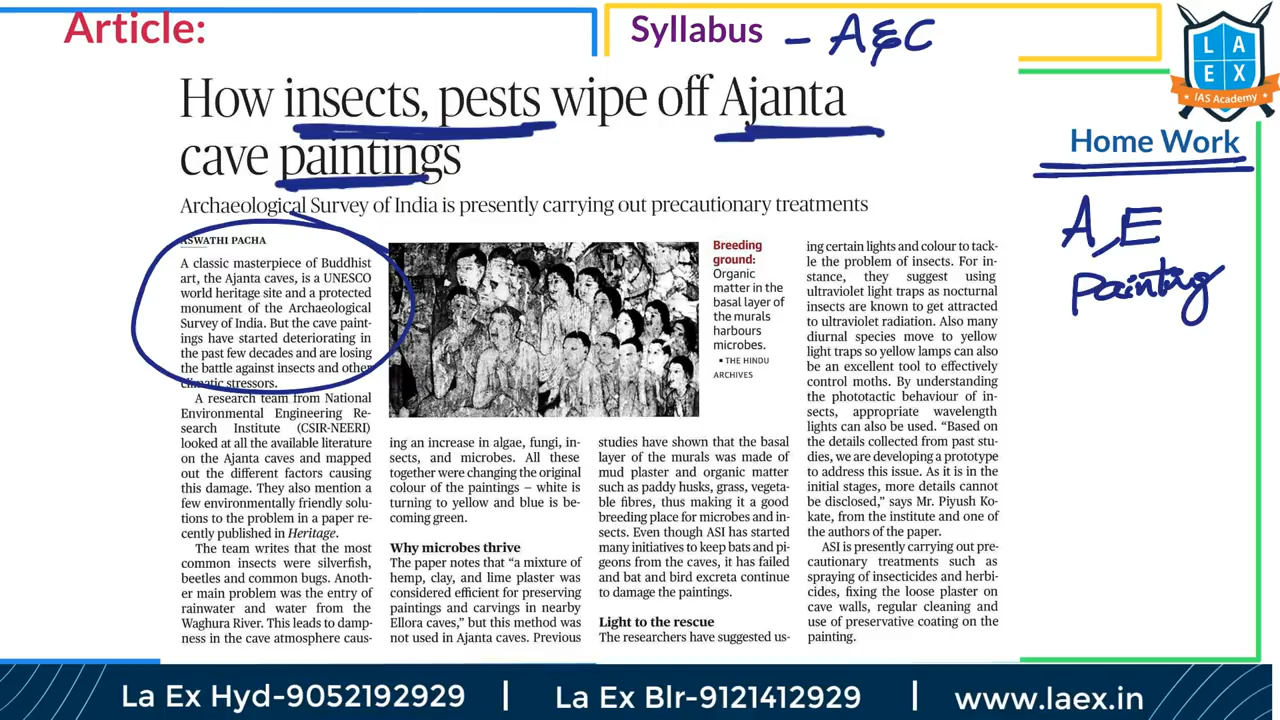 Article:
Syllabus - A&C
LA
EX
IAS Academy
How insects, pests wipe off Ajanta
cave paintings
Archaeological Survey of India is presently carrying out precautionary treatments
Home Work
A, E
Painting
ASWATHI PACHA
A classic masterpiece of Buddhist
art, the Ajanta caves, is a UNESCO
world heritage site and a protected
monument of the Archaeological
Survey of India. But the cave paint-
ings have started deteriorating in
the past few decades and are losing
the battle against insects and other
climatic stressors.
A research team from National
Environmental Engineering Re-
search Institute (CSIR-NEERI)
looked at all the available literature
on the Ajanta caves and mapped
out the different factors causing
this damage. They also mention a
few environmentally friendly solu-
tions to the problem in a paper re-
cently published in Heritage.
The team writes that the most
common insects were silverfish,
beetles and common bugs. Anoth-
er main problem was the entry of
rainwater and water from the
Waghura River. This leads to damp-
ness in the cave atmosphere caus-
ing an increase in algae, fungi, in-
sects, and microbes. All these
together were changing the original
colour of the paintings – white is
turning to yellow and blue is be-
coming green.
Why microbes thrive
The paper notes that “a mixture of
hemp, clay, and lime plaster was
considered efficient for preserving
paintings and carvings in nearby
Ellora caves,” but this method was
not used in Ajanta caves. Previous
studies have shown that the basal
layer of the murals was made of
mud plaster and organic matter
such as paddy husks, grass, vegeta-
ble fibres, thus making it a good
breeding place for microbes and in-
sects. Even though ASI has started
many initiatives to keep bats and pi-
geons from the caves, it has failed
and bat and bird excreta continue
to damage the paintings.
Light to the rescue
The researchers have suggested us-
Breeding
ground:
Organic
matter in the
basal layer of
the murals
harbours
microbes.
▪ THE HINDU
ARCHIVES
ing certain lights and colour to tack-
le the problem of insects. For in-
stance, they suggest using
ultraviolet light traps as nocturnal
insects are known to get attracted
to ultraviolet radiation. Also many
diurnal species move to yellow
light traps so yellow lamps can also
be an excellent tool to effectively
control moths. By understanding
the phototactic behaviour of in-
sects, appropriate wavelength
lights can also be used. “Based on
the details collected from past stu-
dies, we are developing a prototype
to address this issue. As it is in the
initial stages, more details cannot
be disclosed,” says Mr. Piyush Ko-
kate, from the institute and one of
the authors of the paper.
ASI is presently carrying out pre-
cautionary treatments such as
spraying of insecticides and herbi-
cides, fixing the loose plaster on
cave walls, regular cleaning and
use of preservative coating on the
painting.
La Ex Hyd-9052192929 | La Ex Blr-9121412929 | www.laex.in